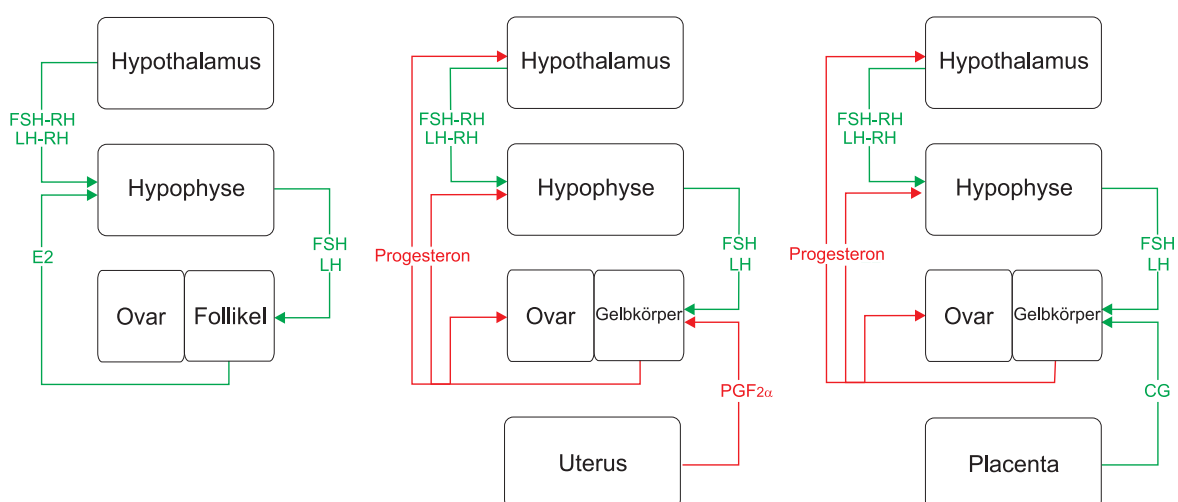 Hypothalamus
FSH-RH
LH-RH
Hypophyse
E2
FSH
LH
Ovar
Follikel
Hypothalamus
FSH-RH
LH-RH
Hypophyse
Progesteron
FSH
LH
Ovar
Gelbkörper
PGF2α
Uterus
Hypothalamus
FSH-RH
LH-RH
Hypophyse
Progesteron
FSH
LH
Ovar
Gelbkörper
CG
Placenta